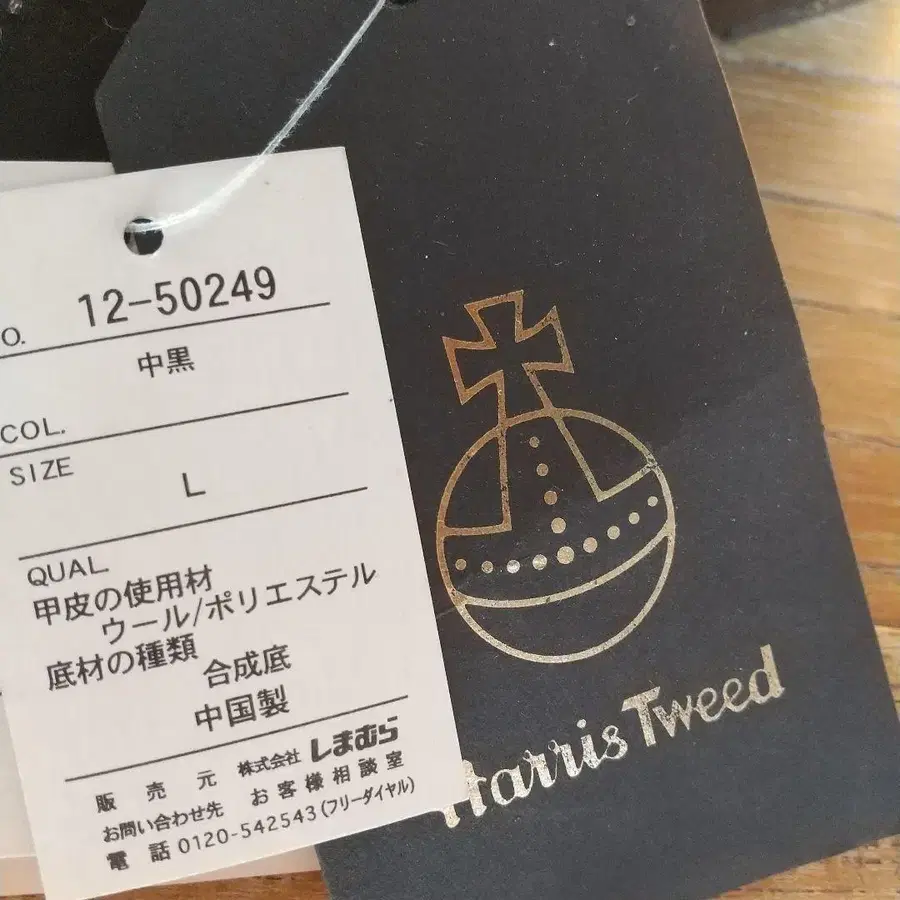 O. 12-50249
中黒
COL.
SIZE
L
QUAL
甲皮の使用材
ウール/ポリエステル
底材の種類
合成底
中国製
販売元 株式会社 しまむら
お問い合わせ先 お客様相談室
電話 0120-542543(フリーダイヤル)
Harris Tweed